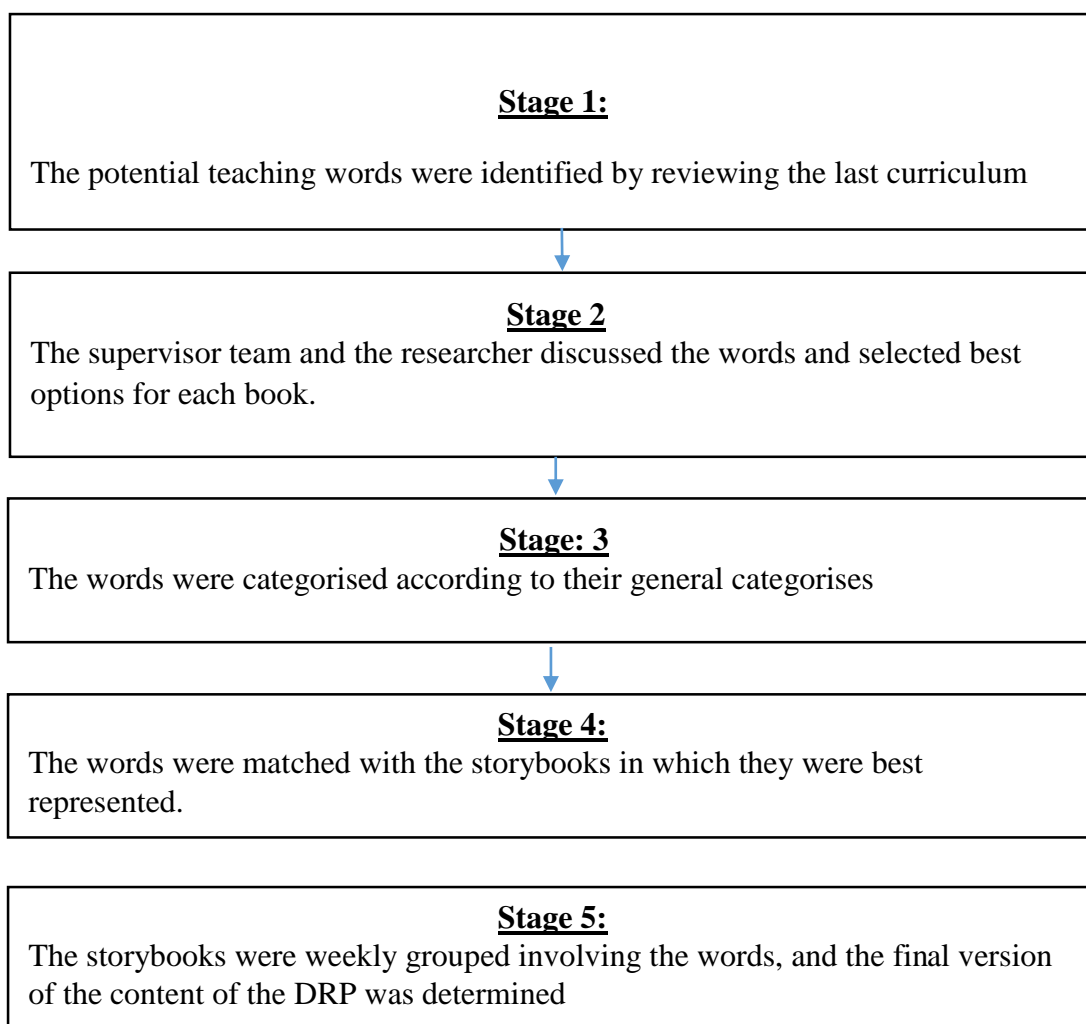 Stage 1:
The potential teaching words were identified by reviewing the last curriculum
Stage 2
The supervisor team and the researcher discussed the words and selected best
options for each book.
Stage: 3
The words were categorised according to their general categorises
Stage 4:
The words were matched with the storybooks in which they were best
represented.
Stage 5:
The storybooks were weekly grouped involving the words, and the final version
of the content of the DRP was determined